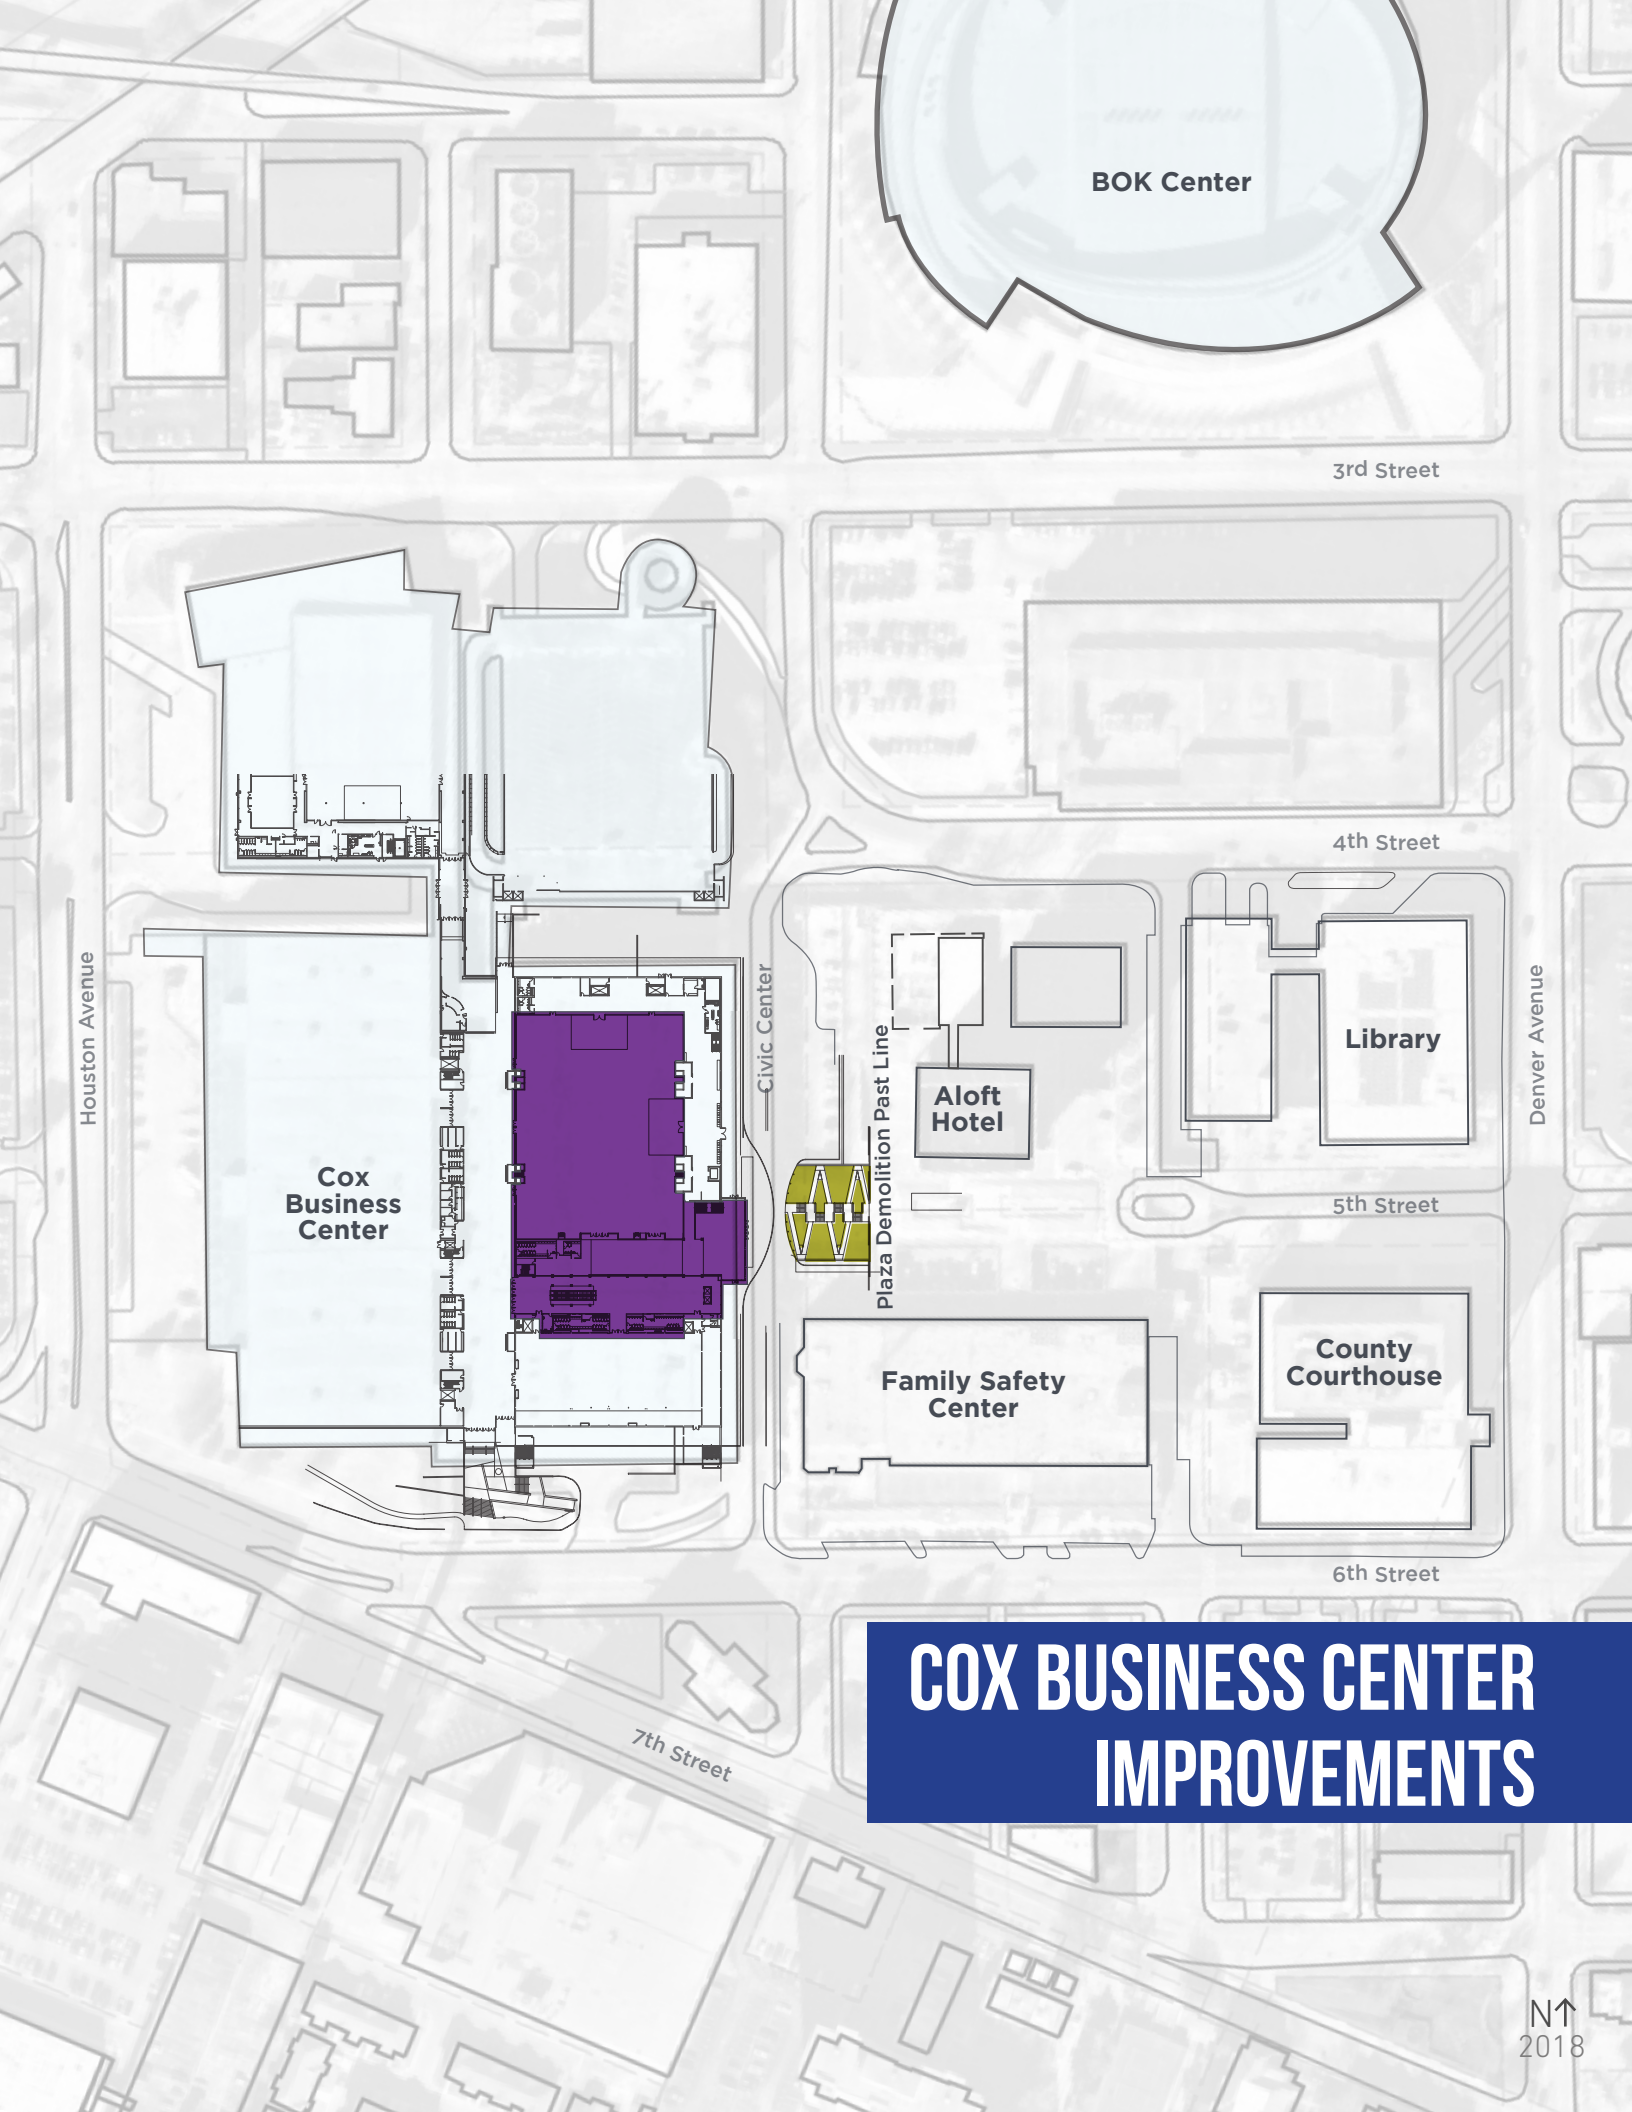 BOK Center
3rd Street
4th Street
Houston Avenue
Civic Center
Plaza Demolition Past Line
Denver Avenue
Library
Aloft
Hotel
Cox
Business
Center
5th Street
Family Safety
Center
County
Courthouse
6th Street
COX BUSINESS CENTER
IMPROVEMENTS
7th Street
N↑
2018